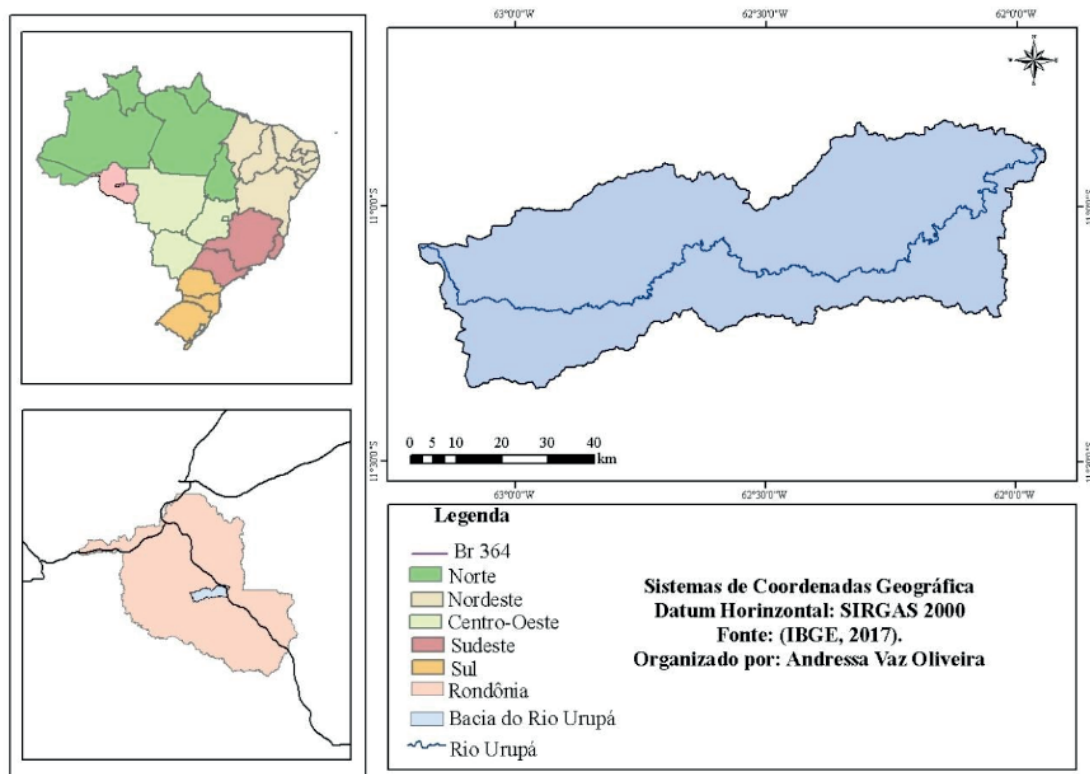 63°0'0"W 62°30'0"W 62°0'0"W
N
W E
S
11°0'0"S
11°30'0"S
0 5 10 20 30 40
km
63°0'0"W 62°30'0"W 62°0'0"W
Legenda
Br 364
Norte
Nordeste
Centro-Oeste
Sudeste
Sul
Rondônia
Bacia do Rio Urupá
Rio Urupá
Sistemas de Coordenadas Geográfica
Datum Horinzontal: SIRGAS 2000
Fonte: (IBGE, 2017).
Organizado por: Andressa Vaz Oliveira